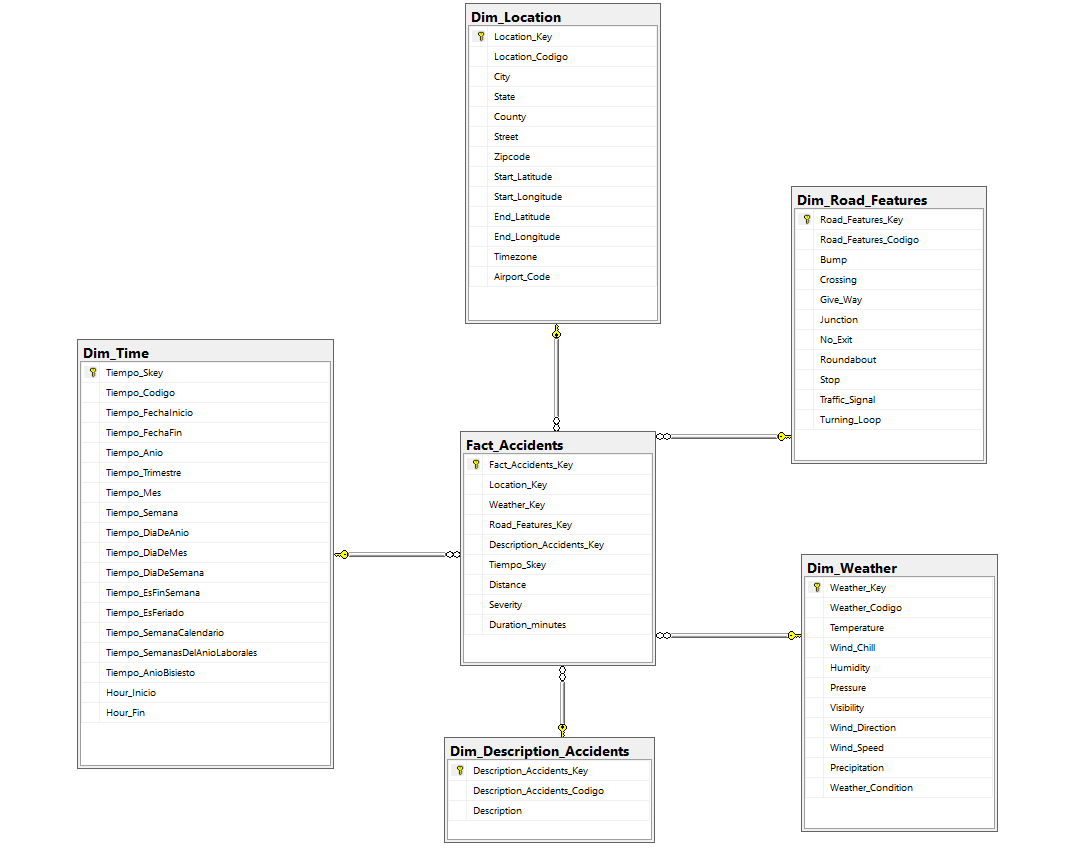 Dim_Location
Location_Key
Location_Codigo
City
State
County
Street
Zipcode
Start_Latitude
Start_Longitude
End_Latitude
End_Longitude
Timezone
Airport_Code
Dim_Road_Features
Road_Features_Key
Road_Features_Codigo
Bump
Crossing
Give_Way
Junction
No_Exit
Roundabout
Stop
Traffic_Signal
Turning_Loop
Dim_Time
Tiempo_Skey
Tiempo_Codigo
Tiempo_FechaInicio
Tiempo_FechaFin
Tiempo_Anio
Tiempo_Trimestre
Tiempo_Mes
Tiempo_Semana
Tiempo_DiaDeAnio
Tiempo_DiaDeMes
Tiempo_DiaDeSemana
Tiempo_EsFinSemana
Tiempo_EsFeriado
Tiempo_SemanaCalendario
Tiempo_SemanasDelAnioLaborales
Tiempo_AnioBisiesto
Hour_Inicio
Hour_Fin
Fact_Accidents
Fact_Accidents_Key
Location_Key
Weather_Key
Road_Features_Key
Description_Accidents_Key
Tiempo_Skey
Distance
Severity
Duration_minutes
Dim_Weather
Weather_Key
Weather_Codigo
Temperature
Wind_Chill
Humidity
Pressure
Visibility
Wind_Direction
Wind_Speed
Precipitation
Weather_Condition
Dim_Description_Accidents
Description_Accidents_Key
Description_Accidents_Codigo
Description